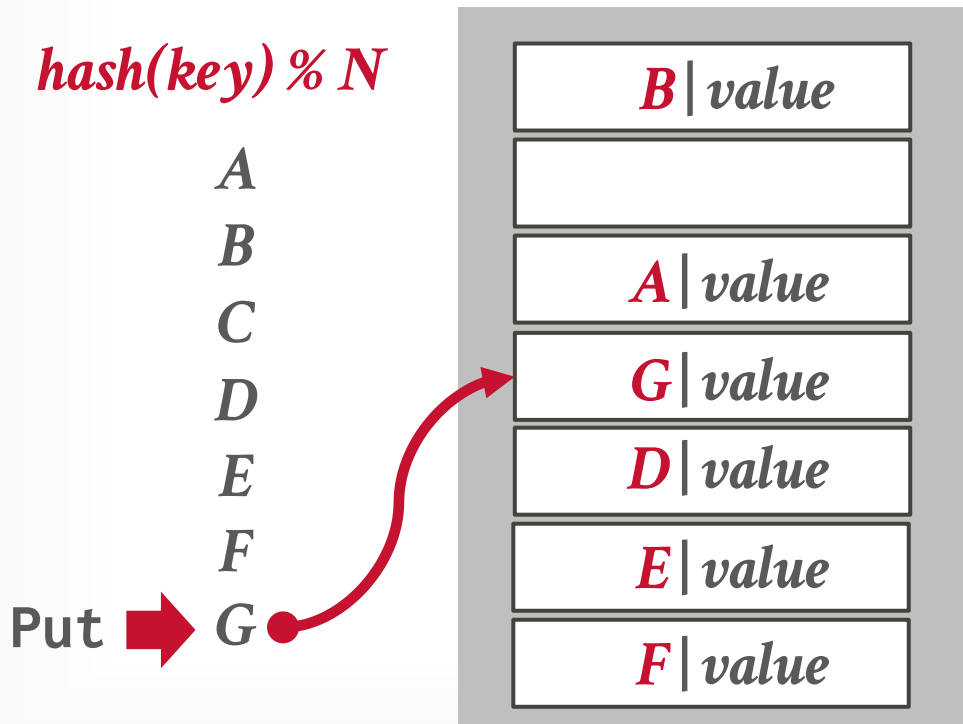 hash(key) % N
A
B
C
D
E
F
Put G
B|value
A|value
G|value
D|value
E|value
F|value